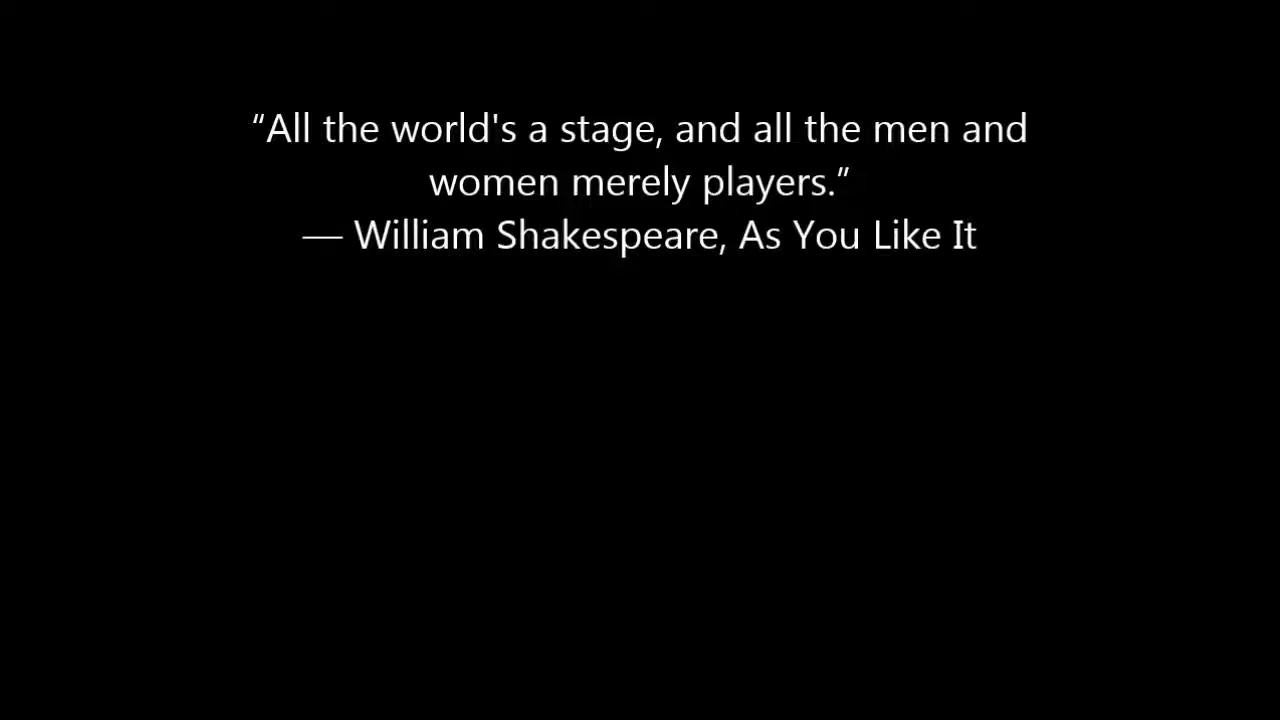 “All the world's a stage, and all the men and
women merely players.”
— William Shakespeare, As You Like It